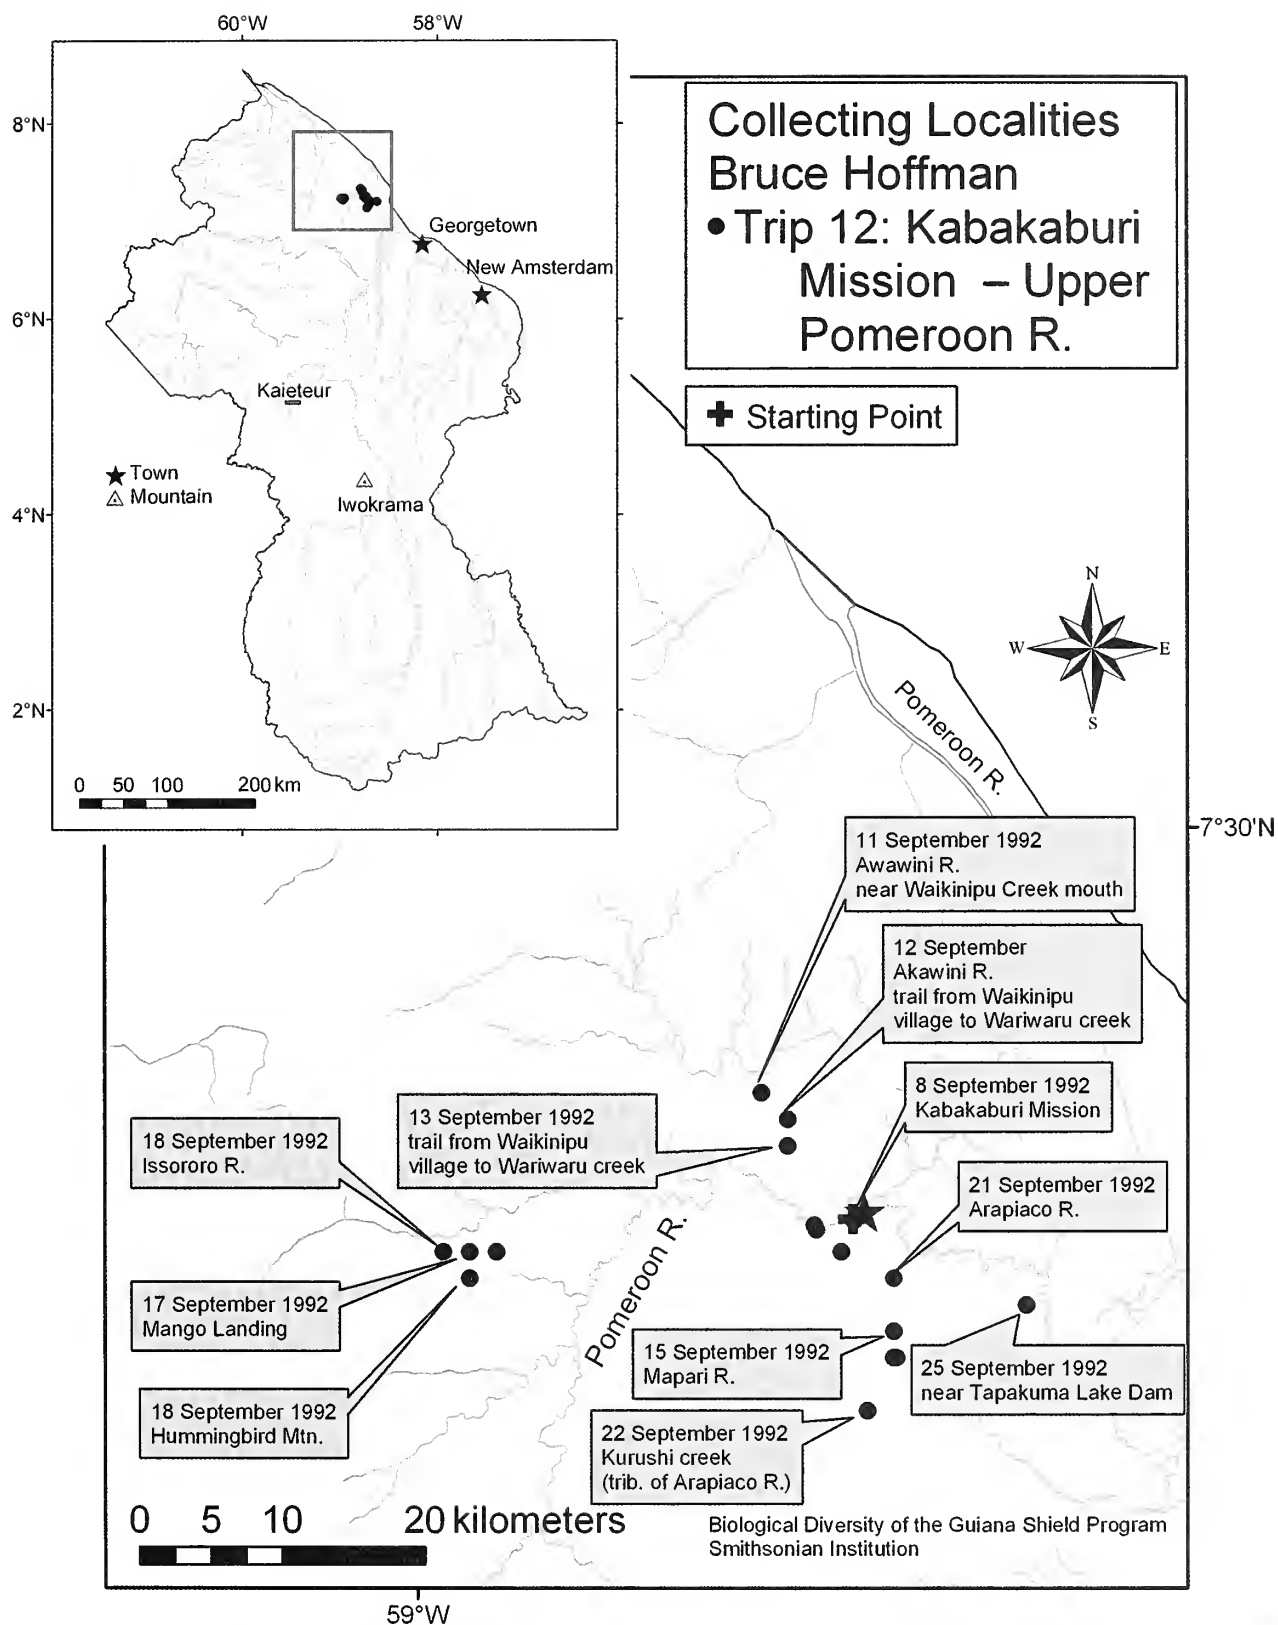 60°W
58°W
8°N
6°N
4°N
2°N
Georgetown
New Amsterdam
Kaieteur
Iwokrama
Town
Mountain
0 50 100 200 km
Collecting Localities
Bruce Hoffman
Trip 12: Kabakaburi
Mission – Upper
Pomeroon R.
Starting Point
N
W
E
S
Pomeroon R.
7°30'N
11 September 1992
Awawini R.
near Waikinipu Creek mouth
12 September
Akawini R.
trail from Waikinipu
village to Wariwaru creek
8 September 1992
Kabakaburi Mission
13 September 1992
trail from Waikinipu
village to Wariwaru creek
18 September 1992
Issororo R.
21 September 1992
Arapiaco R.
Pomeroon R.
17 September 1992
Mango Landing
15 September 1992
Mapari R.
25 September 1992
near Tapakuma Lake Dam
18 September 1992
Hummingbird Mtn.
22 September 1992
Kurushi creek
(trib. of Arapiaco R.)
0 5 10 20 kilometers
Biological Diversity of the Guiana Shield Program
Smithsonian Institution
59°W